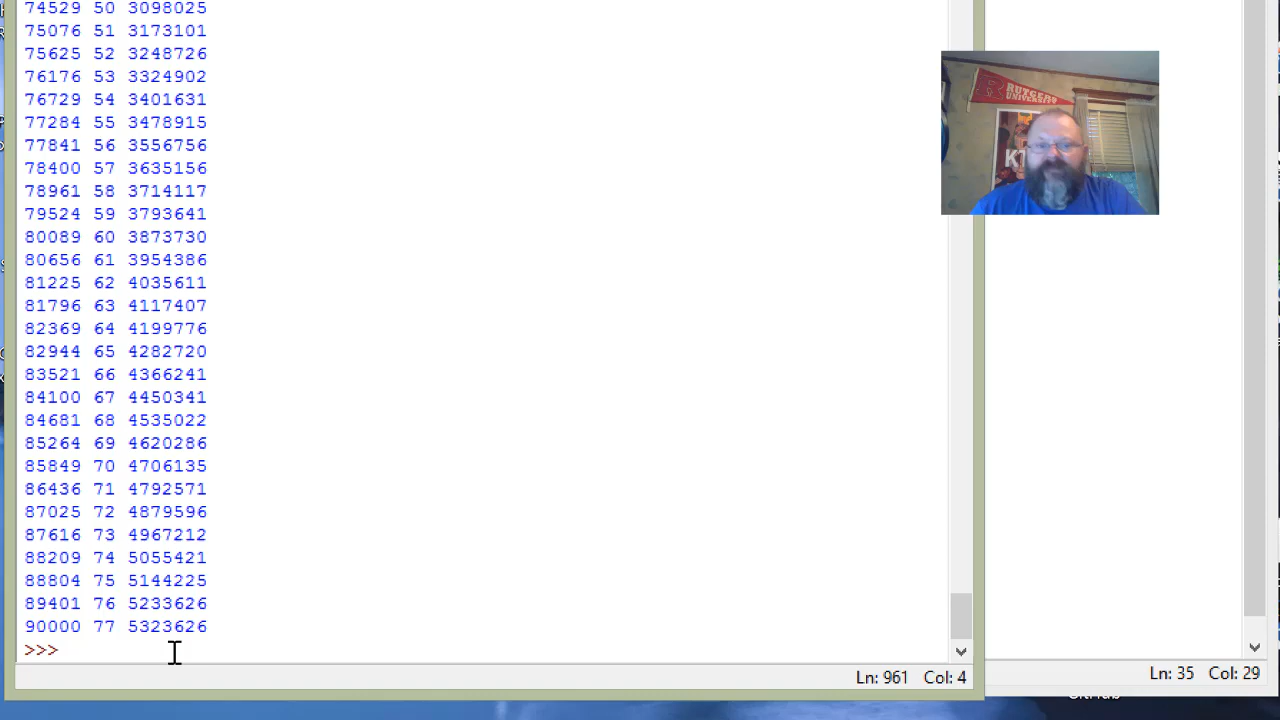 74529 50 3098025
75076 51 3173101
75625 52 3248726
76176 53 3324902
76729 54 3401631
77284 55 3478915
77841 56 3556756
78400 57 3635156
78961 58 3714117
79524 59 3793641
80089 60 3873730
80656 61 3954386
81225 62 4035611
81796 63 4117407
82369 64 4199776
82944 65 4282720
83521 66 4366241
84100 67 4450341
84681 68 4535022
85264 69 4620286
85849 70 4706135
86436 71 4792571
87025 72 4879596
87616 73 4967212
88209 74 5055421
88804 75 5144225
89401 76 5233626
90000 77 5323626
>>>
Ln: 961 Col: 4
R RUTGERS
UNIVERSITY
KT
Ln: 35 Col: 29
GitHub